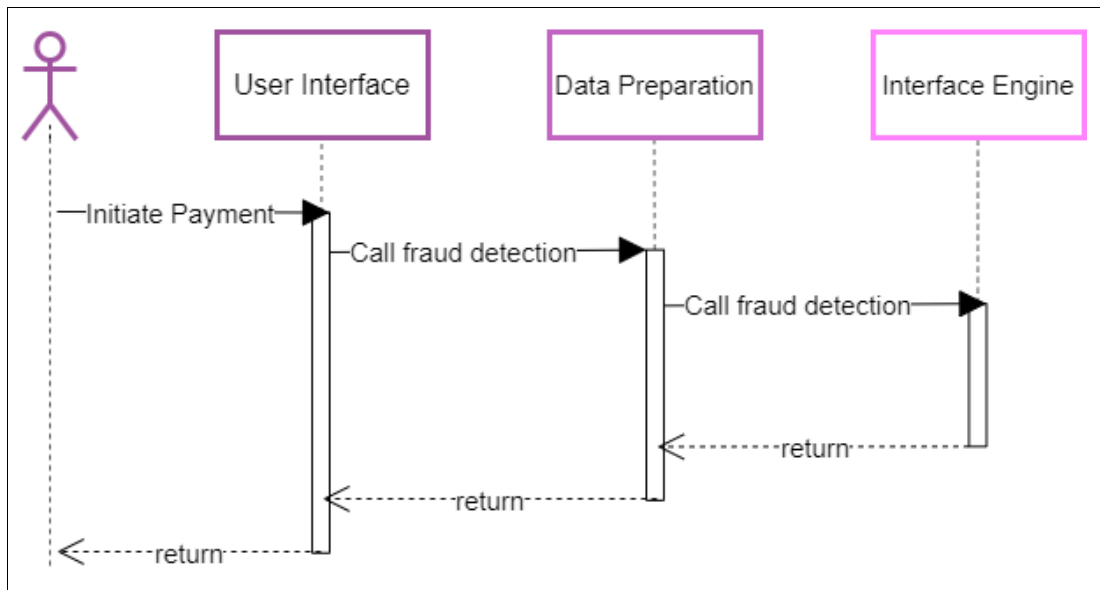 User Interface
Data Preparation
Interface Engine
Initiate Payment
Call fraud detection
Call fraud detection
return
return
return